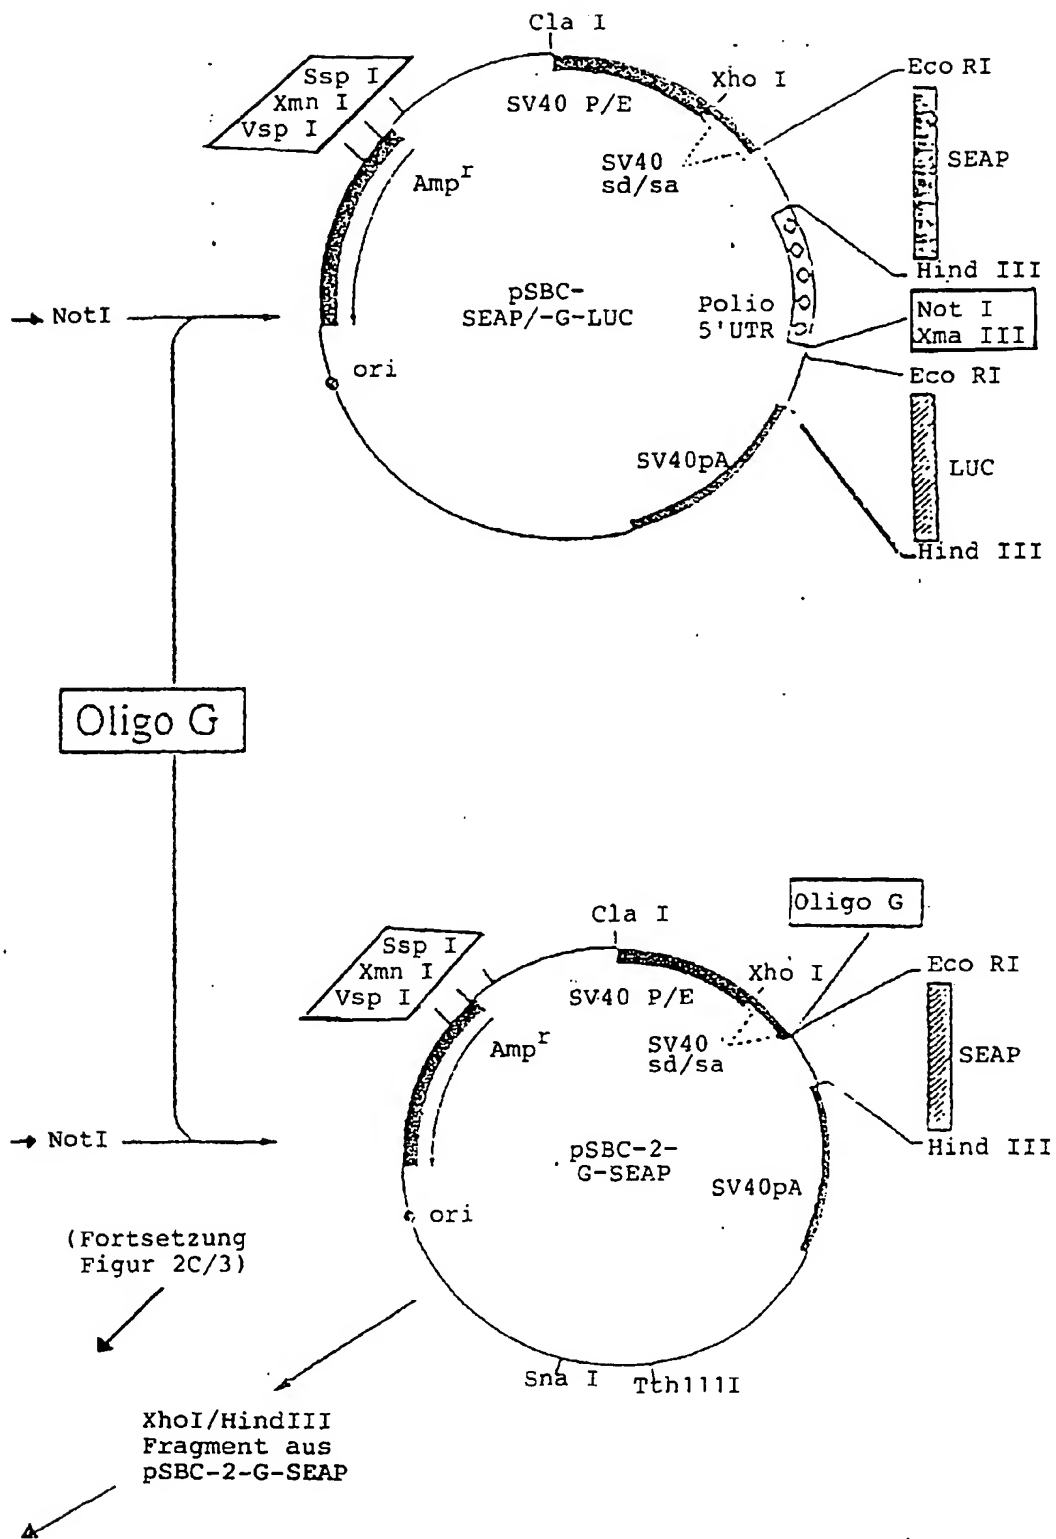 Cla I
Ssp I
Xmn I
Vsp I
SV40 P/E
Xho I
Eco RI
SEAP
SV40
sd/sa
Amp^r
Hind III
pSBC-
SEAP/-G-LUC
Polio
5'UTR
Not I
Xma III
NotI
ori
Eco RI
SV40pA
LUC
Hind III
Oligo G
Oligo G
Cla I
Ssp I
Xmn I
Vsp I
SV40 P/E
Xho I
Eco RI
SV40
sd/sa
Amp^r
SEAP
Hind III
NotI
pSBC-2-
G-SEAP
SV40pA
ori
(Fortsetzung
Figur 2C/3)
Sna I
Tth111I
XhoI/HindIII
Fragment aus
pSBC-2-G-SEAP